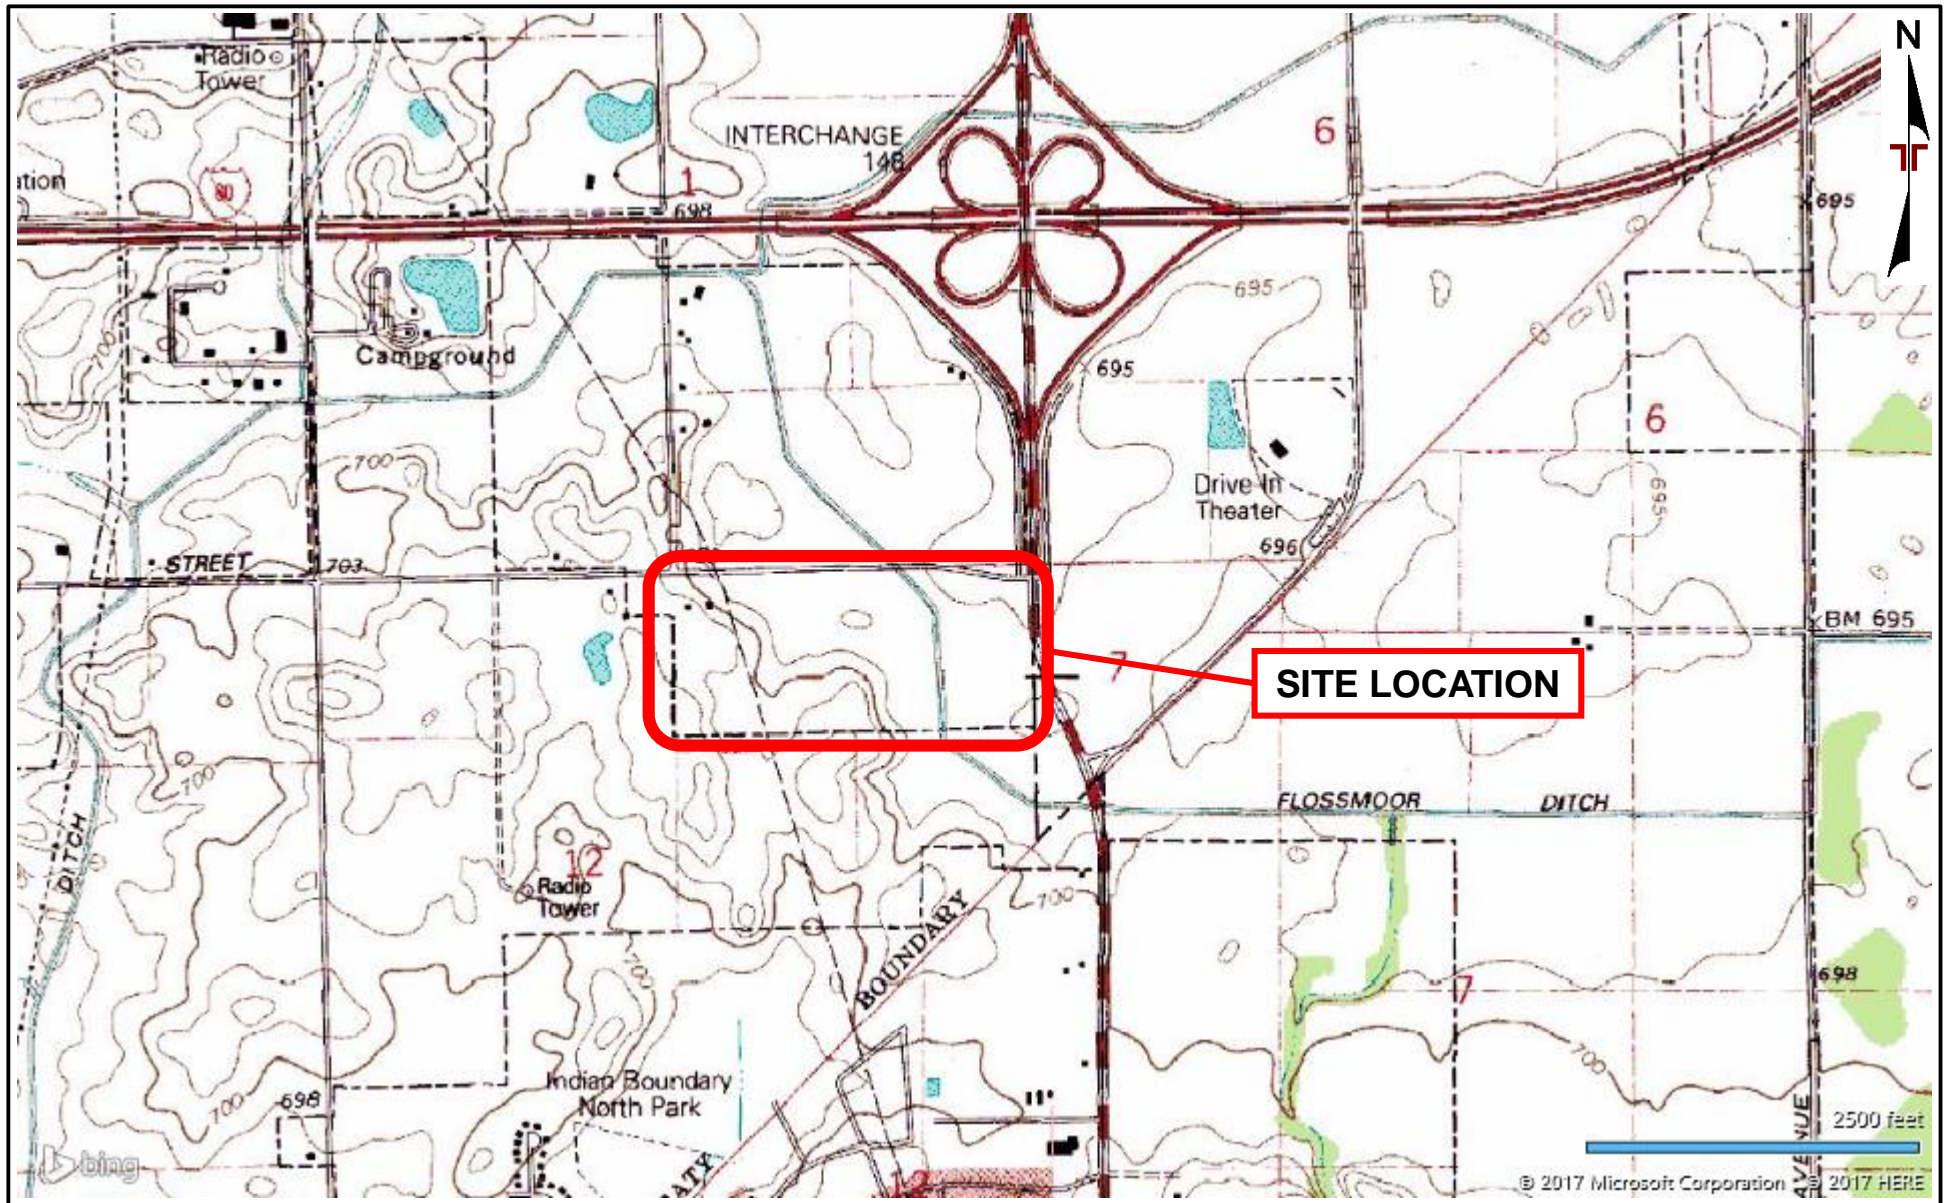 N
Radio
Tower
INTERCHANGE
148
6
ation
80
1
698
695
695
695
Campground
700
6
700
Drive-In
Theater
695
696
STREET
703
BM 695
7
SITE LOCATION
700
FLOSSMOOR DITCH
DITCH
12
Radio
Tower
700
BOUNDARY
700
7
698
700
Indian Boundary
North Park
700
698
2500 feet
bing
© 2017 Microsoft Corporation © 2017 HERE